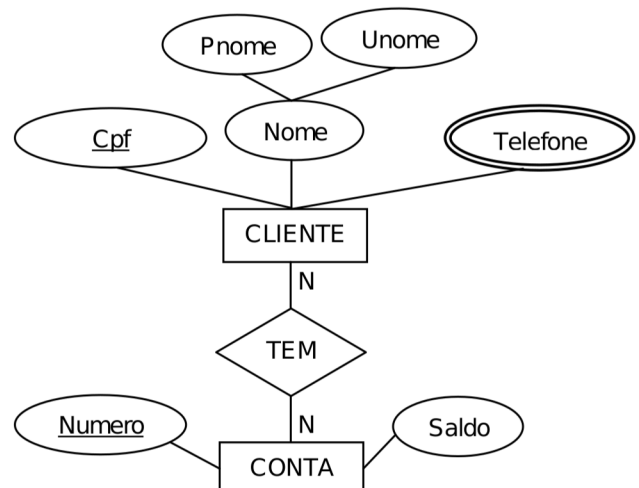 Pnome
Unome
Cpf
Nome
Telefone
CLIENTE
N
TEM
N
Numero
Saldo
CONTA